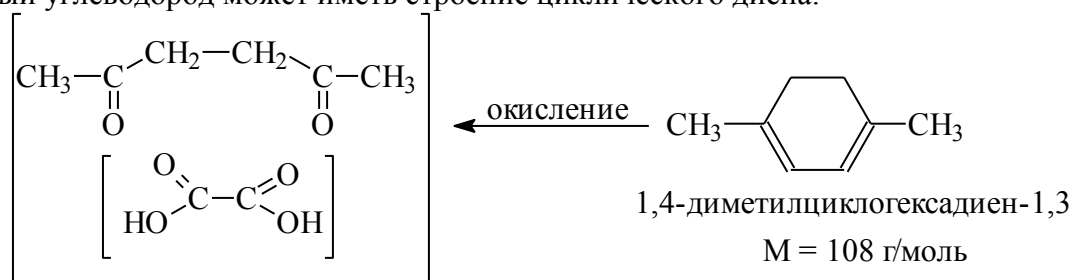 ый углеводород может иметь строение циклического диена:
CH₂—CH₂
CH₃—C C—CH₃
O O
окисление
CH₃ CH₃
O O
C—C
HO OH
1,4-диметилциклогексадиен-1,3
M = 108 г/моль